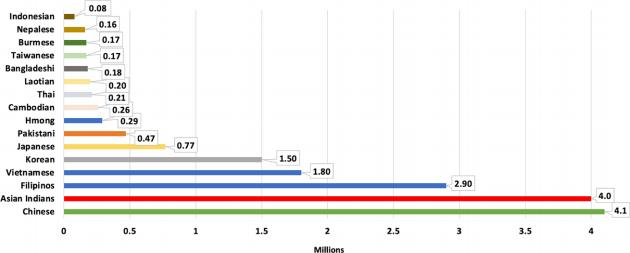 Indonesian 0.08
Nepalese 0.16
Burmese 0.17
Taiwanese 0.17
Bangladeshi 0.18
Laotian 0.20
Thai 0.21
Cambodian 0.26
Hmong 0.29
Pakistani 0.47
Japanese 0.77
Korean 1.50
Vietnamese 1.80
Filipinos 2.90
Asian Indians 4.0
Chinese 4.1
0 0.5 1 1.5 2 2.5 3 3.5 4
Millions